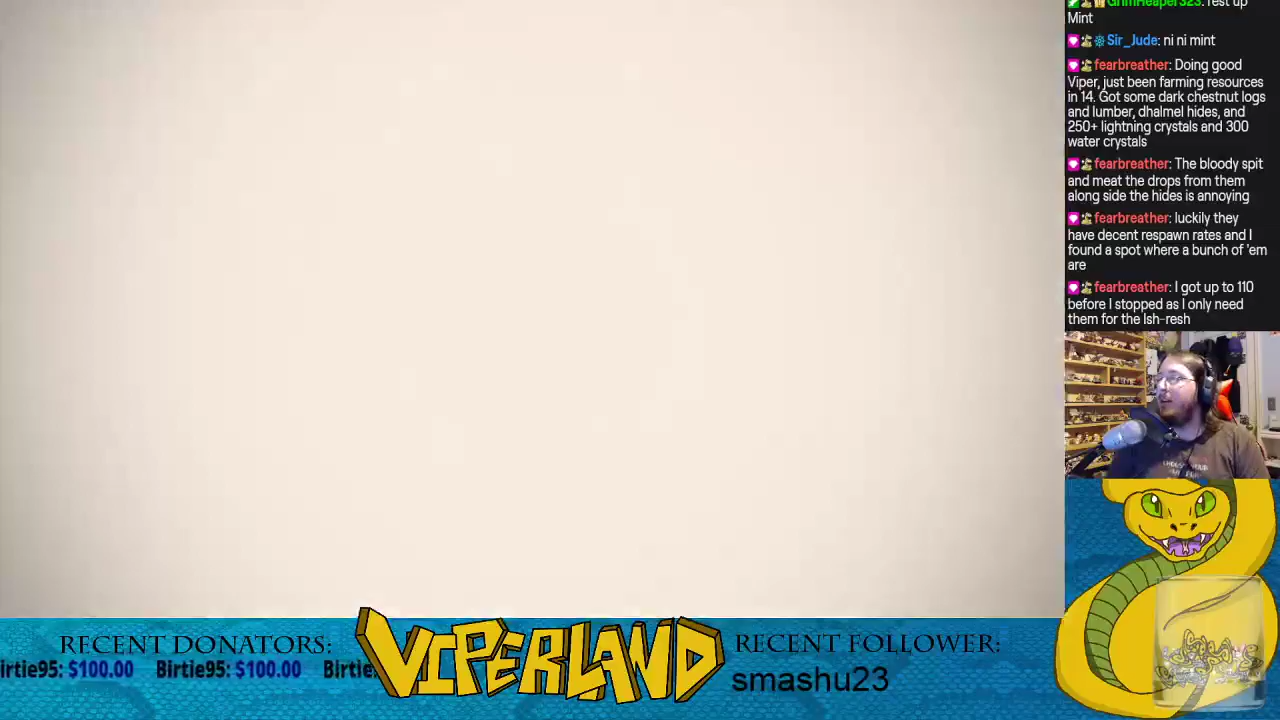 GrimReaper323: rest up
Mint
Sir_Jude: ni ni mint
fearbreather: Doing good
Viper, just been farming resources
in 14. Got some dark chestnut logs
and lumber, dhalmel hides, and
250+ lightning crystals and 300
water crystals
fearbreather: The bloody spit
and meat the drops from them
along side the hides is annoying
fearbreather: luckily they
have decent respawn rates and I
found a spot where a bunch of 'em
are
fearbreather: I got up to 110
before I stopped as I only need
them for the Ish-resh
RECENT DONATORS:
irtie95: $100.00 Birtie95: $100.00 Birtie
VIPERLAND
RECENT FOLLOWER:
smashu23